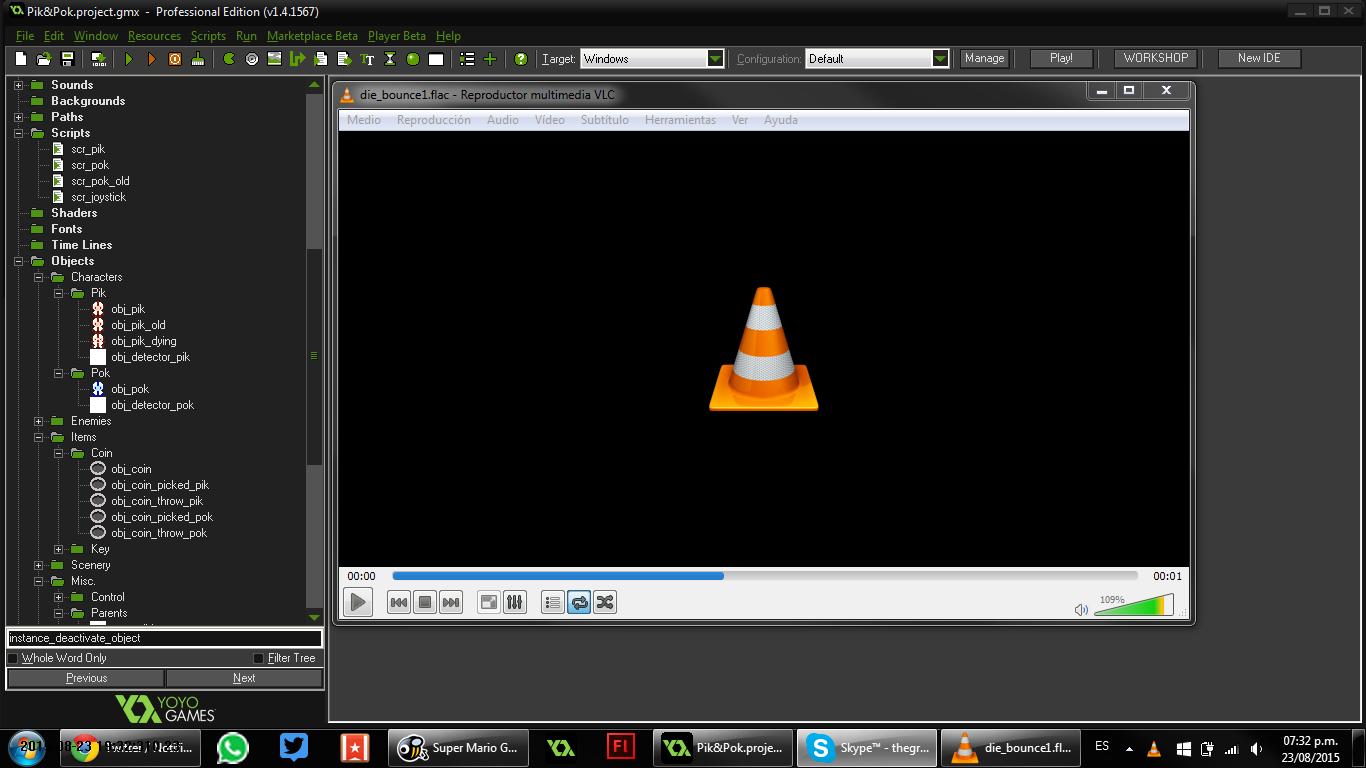 Pik&Pok.project.gmx - Professional Edition (v1.4.1567)
File Edit Window Resources Scripts Run Marketplace Beta Player Beta Help
Target: Windows Configuration: Default Manage Play! WORKSHOP New IDE
Sounds
Backgrounds
Paths
Scripts
scr_pik
scr_pok
scr_pok_old
scr_joystick
Shaders
Fonts
Time Lines
Objects
Characters
Pik
obj_pik
obj_pik_old
obj_pik_dying
obj_detector_pik
Pok
obj_pok
obj_detector_pok
Enemies
Items
Coin
obj_coin
obj_coin_picked_pik
obj_coin_throw_pik
obj_coin_picked_pok
obj_coin_throw_pok
Key
Scenery
Misc.
Control
Parents
instance_deactivate_object
Whole Word Only Filter Tree
Previous Next
YOYO
GAMES
die_bounce1.flac - Reproductor multimedia VLC
Medio Reproducción Audio Vídeo Subtítulo Herramientas Ver Ayuda
00:00 00:01
109%
Super Mario G...
Fl
Pik&Pok.proje...
Skype™ - thegr...
die_bounce1.fl...
ES
07:32 p.m.
23/08/2015